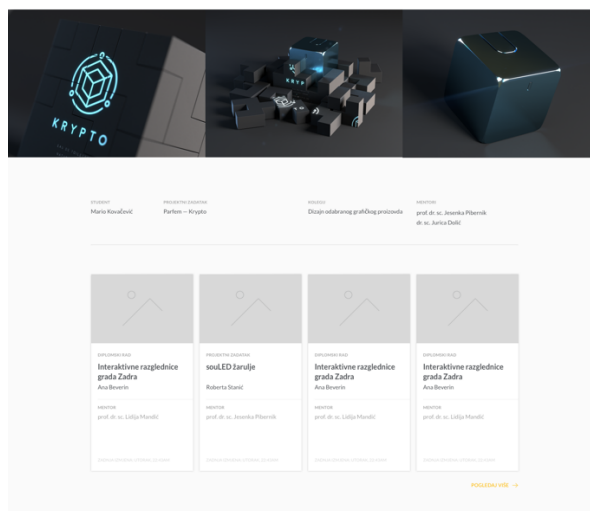 KRYPTO
KRYP
STUDENT
Mario Kovačević
PROJEKTNI ZADATAK
Parfem — Krypto
KOLEGIJ
Dizajn odabranog grafičkog proizvoda
MENTORI
prof. dr. sc. Jesenka Pibernik
dr. sc. Jurica Dolić
DIPLOMSKI RAD
Interaktivne razglednice
grada Zadra
Ana Beverin
MENTOR
prof. dr. sc. Lidija Mandić
PROJEKTNI ZADATAK
souLED žarulje
Roberta Stanić
MENTOR
prof. dr. sc. Jesenka Pibernik
DIPLOMSKI RAD
Interaktivne razglednice
grada Zadra
Ana Beverin
MENTOR
prof. dr. sc. Lidija Mandić
DIPLOMSKI RAD
Interaktivne razglednice
grada Zadra
Ana Beverin
MENTOR
prof. dr. sc. Lidija Mandić
POGLEDAJ VIŠE